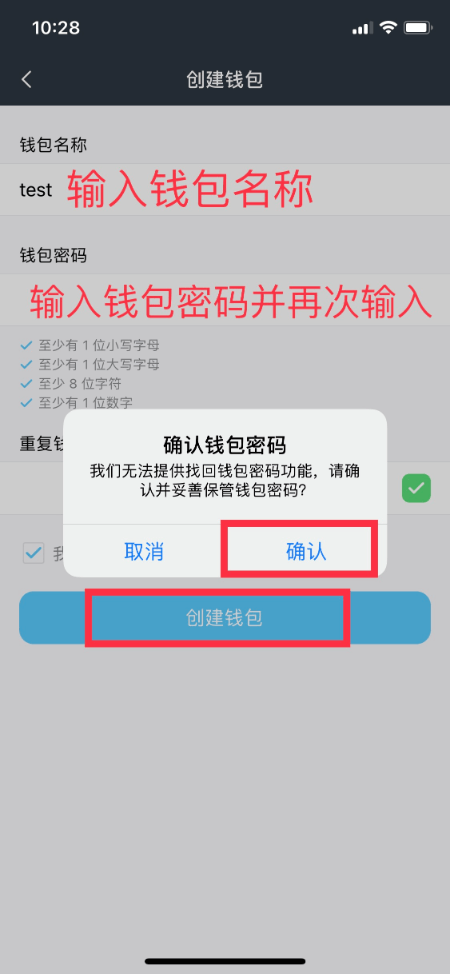 10:28
创建钱包
钱包名称
test 输入钱包名称
钱包密码
输入钱包密码并再次输入
至少有 1 位小写字母
至少有 1 位大写字母
至少 8 位字符
至少有 1 位数字
重复钱
确认钱包密码
我们无法提供找回钱包密码功能，请确
认并妥善保管钱包密码？
取消 确认
创建钱包